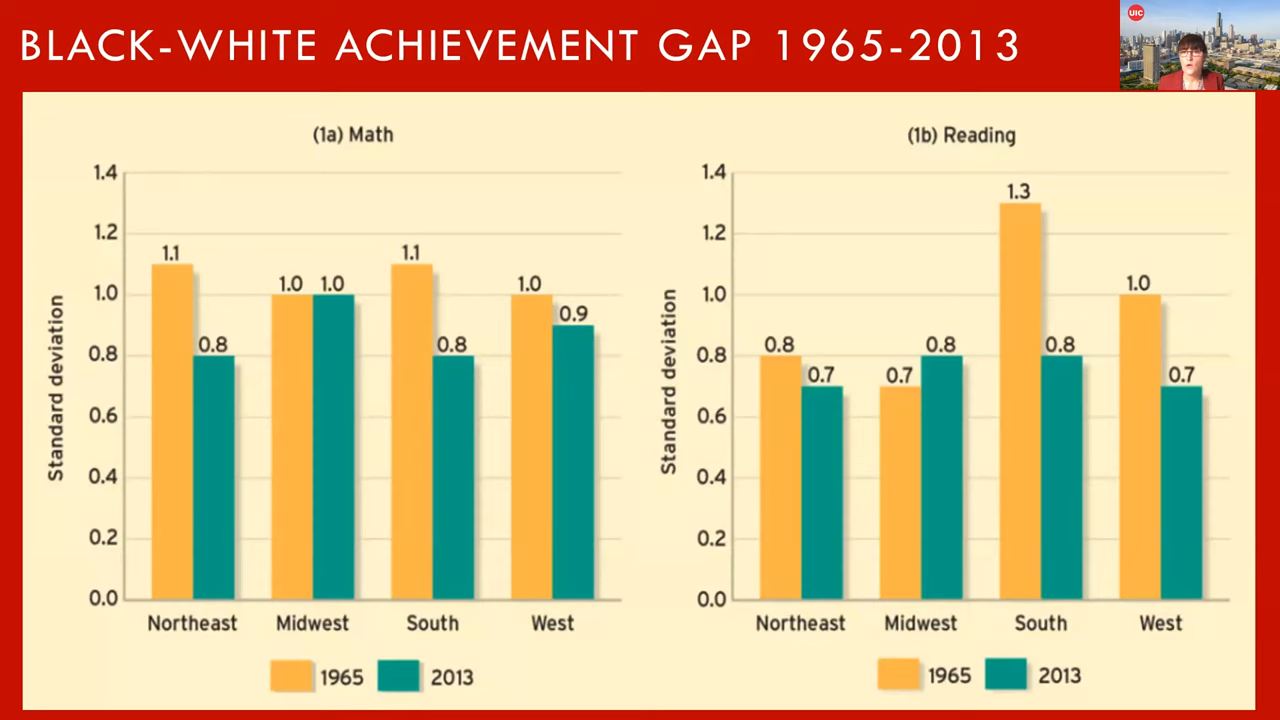 BLACK-WHITE ACHIEVEMENT GAP 1965-2013
UIC
(1a) Math
Standard deviation
1.4
1.2
1.0
0.8
0.6
0.4
0.2
0.0
1.1
0.8
1.0
1.0
1.1
0.8
1.0
0.9
Northeast
Midwest
South
West
1965
2013
(1b) Reading
Standard deviation
1.4
1.2
1.0
0.8
0.6
0.4
0.2
0.0
0.8
0.7
0.7
0.8
1.3
0.8
1.0
0.7
Northeast
Midwest
South
West
1965
2013